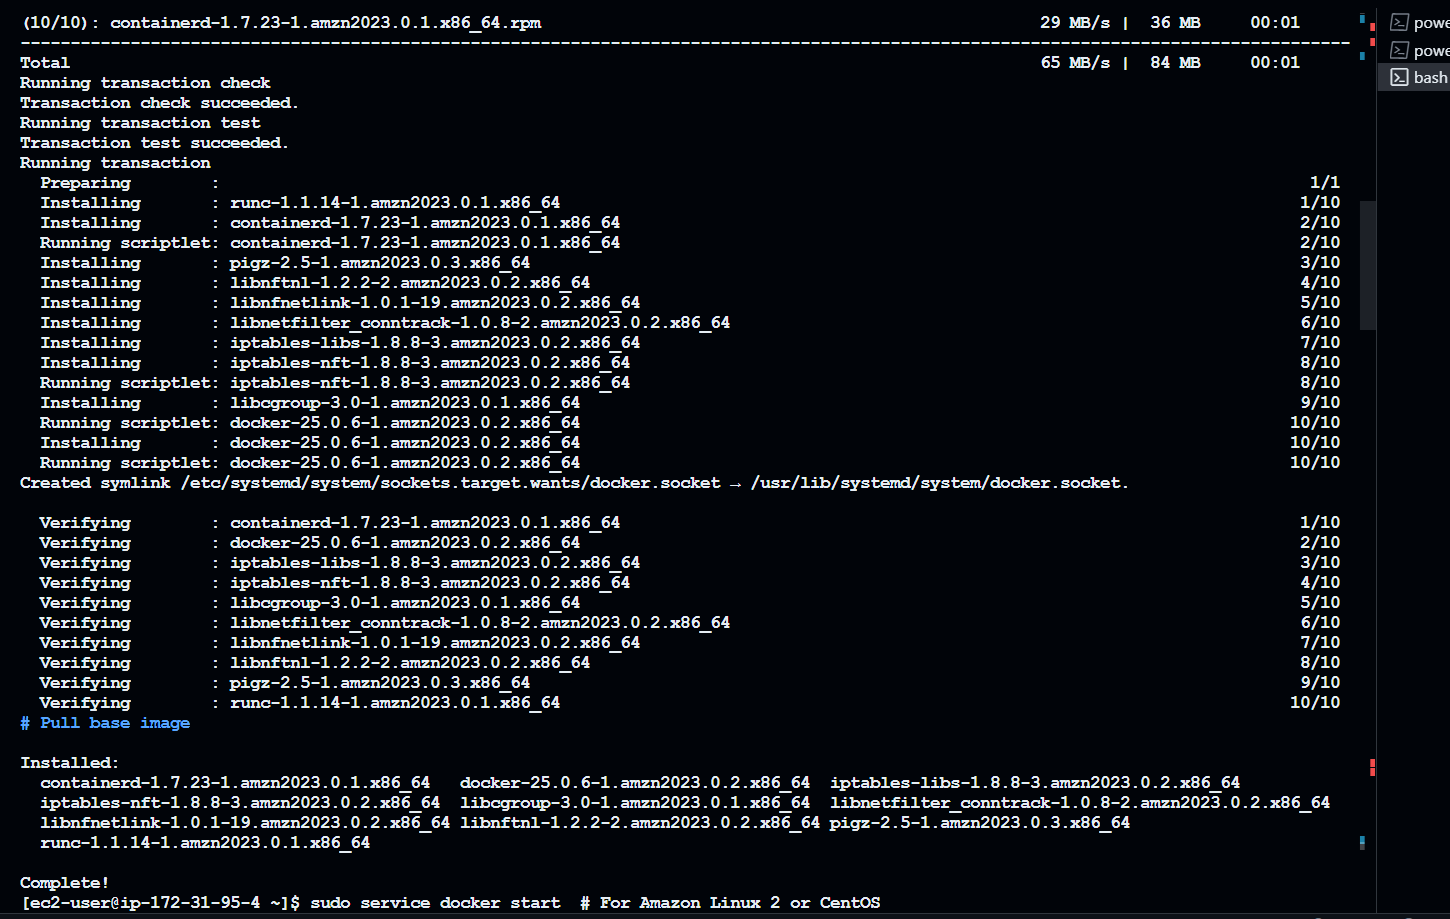 (10/10): containerd-1.7.23-1.amzn2023.0.1.x86_64.rpm 29 MB/s | 36 MB 00:01
--------------------------------------------------------------------------------
Total 65 MB/s | 84 MB 00:01
Running transaction check
Transaction check succeeded.
Running transaction test
Transaction test succeeded.
Running transaction
Preparing : 1/1
Installing : runc-1.1.14-1.amzn2023.0.1.x86_64 1/10
Installing : containerd-1.7.23-1.amzn2023.0.1.x86_64 2/10
Running scriptlet: containerd-1.7.23-1.amzn2023.0.1.x86_64 2/10
Installing : pigz-2.5-1.amzn2023.0.3.x86_64 3/10
Installing : libnftnl-1.2.2-2.amzn2023.0.2.x86_64 4/10
Installing : libnfnetlink-1.0.1-19.amzn2023.0.2.x86_64 5/10
Installing : libnetfilter_conntrack-1.0.8-2.amzn2023.0.2.x86_64 6/10
Installing : iptables-libs-1.8.8-3.amzn2023.0.2.x86_64 7/10
Installing : iptables-nft-1.8.8-3.amzn2023.0.2.x86_64 8/10
Running scriptlet: iptables-nft-1.8.8-3.amzn2023.0.2.x86_64 8/10
Installing : libcgroup-3.0-1.amzn2023.0.1.x86_64 9/10
Running scriptlet: docker-25.0.6-1.amzn2023.0.2.x86_64 10/10
Installing : docker-25.0.6-1.amzn2023.0.2.x86_64 10/10
Running scriptlet: docker-25.0.6-1.amzn2023.0.2.x86_64 10/10
Created symlink /etc/systemd/system/sockets.target.wants/docker.socket → /usr/lib/systemd/system/docker.socket.
Verifying : containerd-1.7.23-1.amzn2023.0.1.x86_64 1/10
Verifying : docker-25.0.6-1.amzn2023.0.2.x86_64 2/10
Verifying : iptables-libs-1.8.8-3.amzn2023.0.2.x86_64 3/10
Verifying : iptables-nft-1.8.8-3.amzn2023.0.2.x86_64 4/10
Verifying : libcgroup-3.0-1.amzn2023.0.1.x86_64 5/10
Verifying : libnetfilter_conntrack-1.0.8-2.amzn2023.0.2.x86_64 6/10
Verifying : libnfnetlink-1.0.1-19.amzn2023.0.2.x86_64 7/10
Verifying : libnftnl-1.2.2-2.amzn2023.0.2.x86_64 8/10
Verifying : pigz-2.5-1.amzn2023.0.3.x86_64 9/10
Verifying : runc-1.1.14-1.amzn2023.0.1.x86_64 10/10
# Pull base image
Installed:
containerd-1.7.23-1.amzn2023.0.1.x86_64 docker-25.0.6-1.amzn2023.0.2.x86_64 iptables-libs-1.8.8-3.amzn2023.0.2.x86_64
iptables-nft-1.8.8-3.amzn2023.0.2.x86_64 libcgroup-3.0-1.amzn2023.0.1.x86_64 libnetfilter_conntrack-1.0.8-2.amzn2023.0.2.x86_64
libnfnetlink-1.0.1-19.amzn2023.0.2.x86_64 libnftnl-1.2.2-2.amzn2023.0.2.x86_64 pigz-2.5-1.amzn2023.0.3.x86_64
runc-1.1.14-1.amzn2023.0.1.x86_64
Complete!
[ec2-user@ip-172-31-95-4 ~]$ sudo service docker start # For Amazon Linux 2 or CentOS
powe
powe
bash